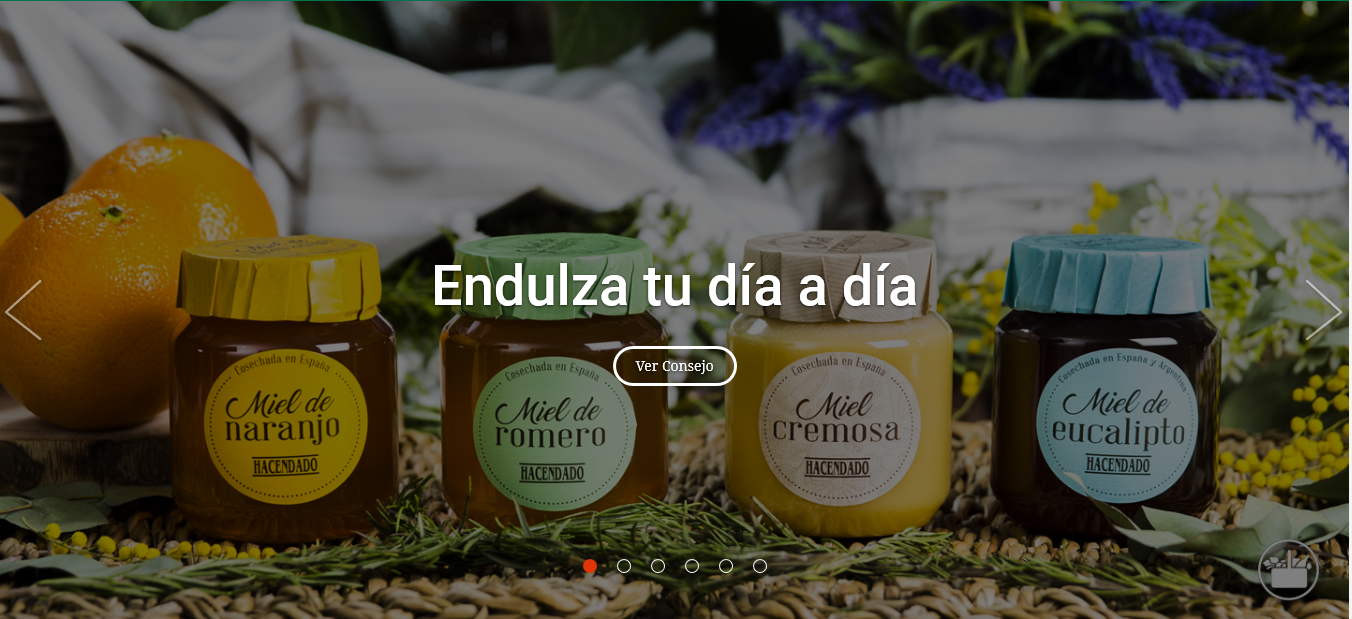 Endulza tu día a día
Ver Consejo
Cosechada en España
Miel de
naranjo
HACENDADO
Cosechada en España
Miel de
romero
HACENDADO
Cosechada en España
Miel
cremosa
HACENDADO
Cosechada en España y Argentina
Miel de
eucalipto
HACENDADO